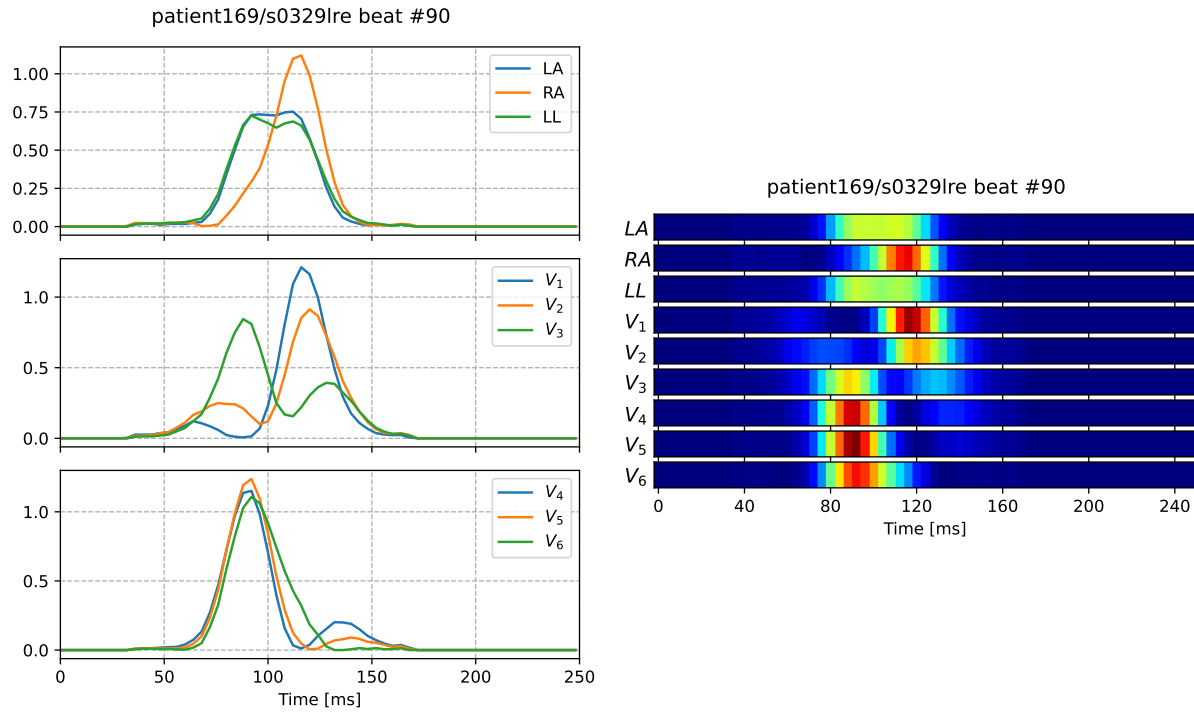 patient169/s0329lre beat #90
1.00
0.75
0.50
0.25
0.00
LA
RA
LL
1.0
0.5
0.0
V1
V2
V3
1.0
0.5
0.0
V4
V5
V6
0 50 100 150 200 250
Time [ms]
patient169/s0329lre beat #90
LA
RA
LL
V1
V2
V3
V4
V5
V6
0 40 80 120 160 200 240
Time [ms]